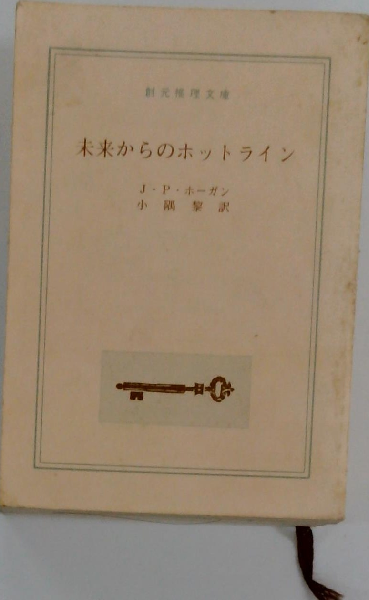 創元推理文庫
未来からのホットライン
J・P・ホーガン
小隅黎訳